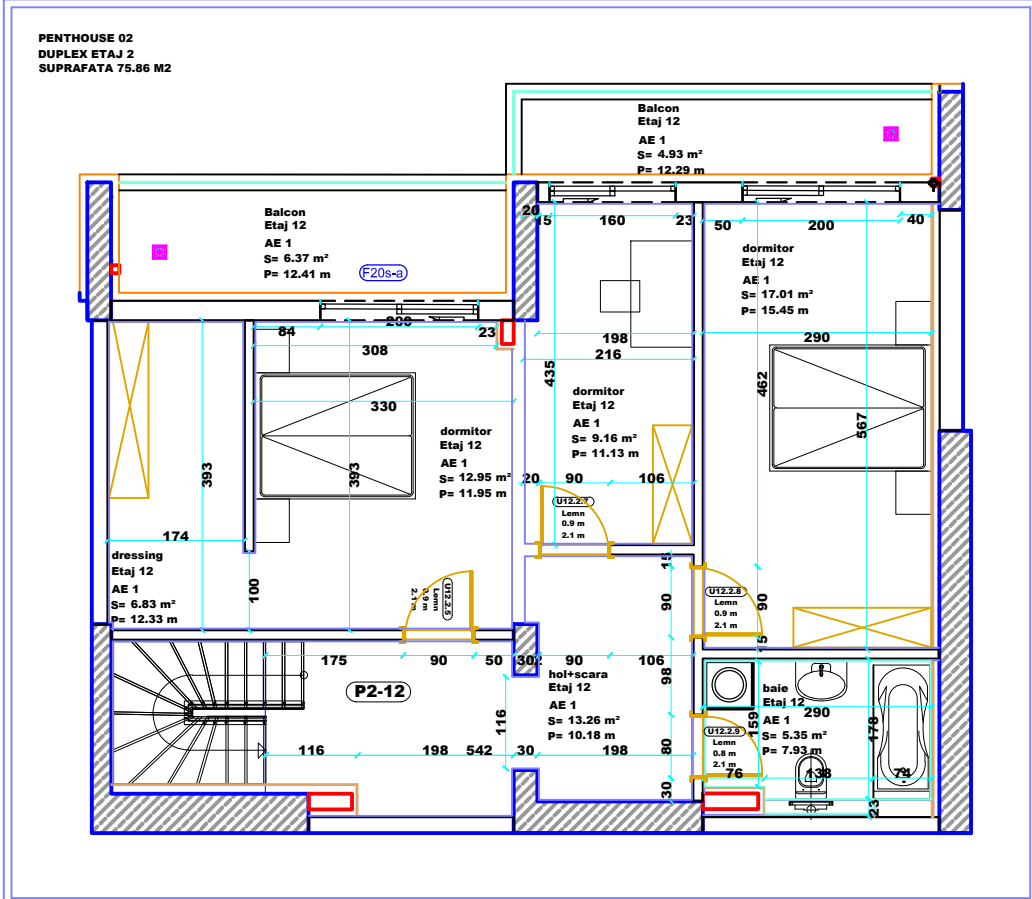 PENTHOUSE 02
DUPLEX ETAJ 2
SUPRAFATA 75.86 M2
Balcon
Etaj 12
AE 1
S= 4.93 m²
P= 12.29 m
Balcon
Etaj 12
AE 1
S= 6.37 m²
P= 12.41 m
F20s-a
20
15
160
23
50
200
40
dormitor
Etaj 12
AE 1
S= 17.01 m²
P= 15.45 m
84
200
23
308
198
216
290
330
435
462
567
dormitor
Etaj 12
AE 1
S= 9.16 m²
P= 11.13 m
dormitor
Etaj 12
AE 1
S= 12.95 m²
P= 11.95 m
393
393
20
90
106
U12.2.7
Lemn
0.9 m
2.1 m
174
dressing
Etaj 12
AE 1
S= 6.83 m²
P= 12.33 m
100
U12.2.5
Lemn
0.9 m
2.1 m
15
90
U12.2.8
Lemn
0.9 m
2.1 m
90
15
175
90
50
302
90
106
98
P2-12
hol+scara
Etaj 12
AE 1
S= 13.26 m²
P= 10.18 m
116
baie
Etaj 12
AE 1
S= 5.35 m²
P= 7.93 m
290
159
178
U12.2.9
Lemn
0.8 m
2.1 m
116
198
542
30
198
80
30
76
138
74
23